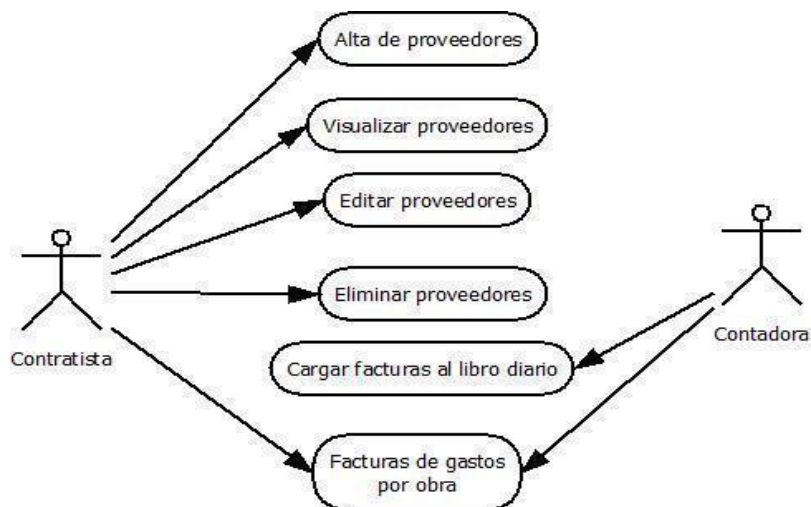 Alta de proveedores
Visualizar proveedores
Editar proveedores
Eliminar proveedores
Contratista
Contadora
Cargar facturas al libro diario
Facturas de gastos
por obra